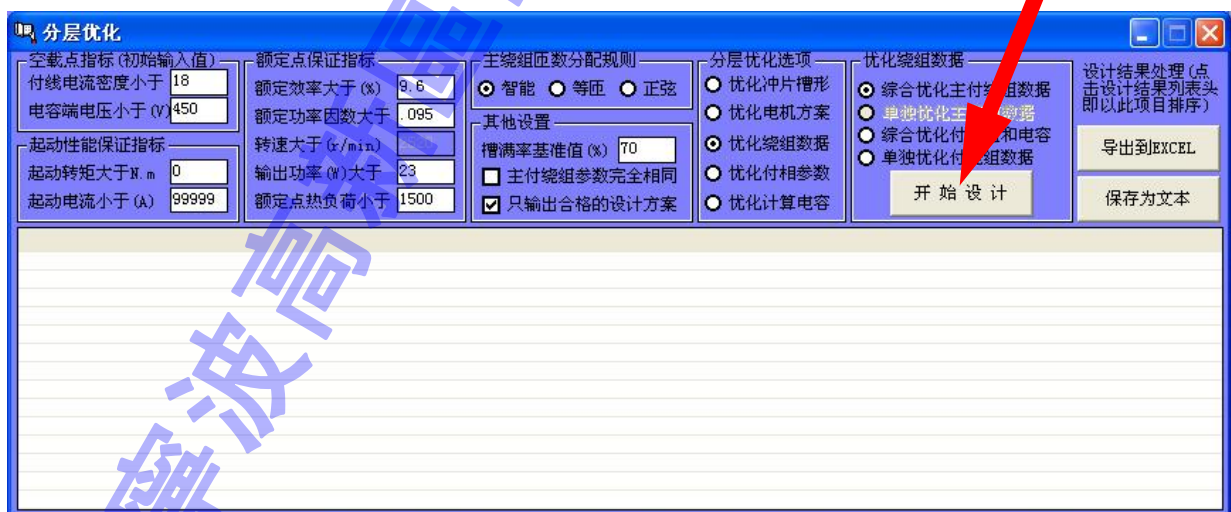 分层优化
空载点指标(初始输入值)
付线电流密度小于 18
电容端电压小于(V) 450
起动性能保证指标
起动转矩大于N.m 0
起动电流小于(A) 99999
额定点保证指标
额定效率大于(%) 9.6
额定功率因数大于 .095
转速大于(r/min)
输出功率(W)大于 23
额定点热负荷小于 1500
主绕组匝数分配规则
智能 等匝 正弦
其他设置
槽满率基准值(%) 70
主付绕组参数完全相同
只输出合格的设计方案
分层优化选项
优化冲片槽形
优化电机方案
优化绕组数据
优化付相参数
优化计算电容
优化绕组数据
综合优化主付绕组数据
单独优化主
综合优化付 和电容
单独优化付绕组数据
开始设计
设计结果处理(点
击设计结果列表头
即以此项目排序)
导出到EXCEL
保存为文本